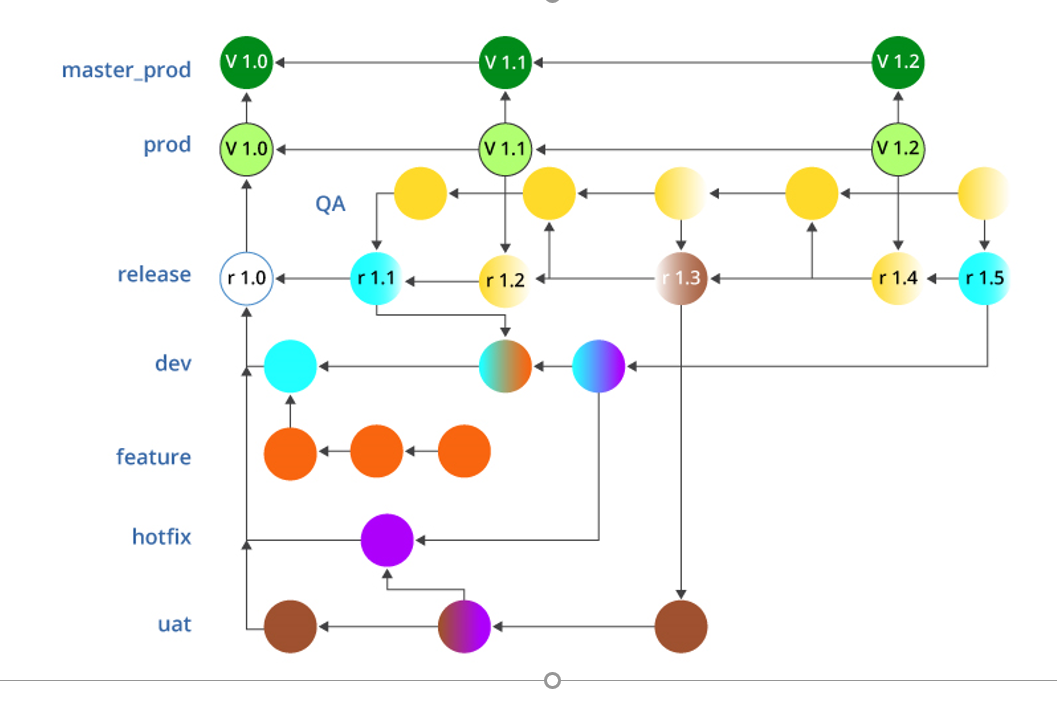 master_prod
V 1.0
V 1.1
V 1.2
prod
V 1.0
V 1.1
V 1.2
QA
release
r 1.0
r 1.1
r 1.2
r 1.3
r 1.4
r 1.5
dev
feature
hotfix
uat